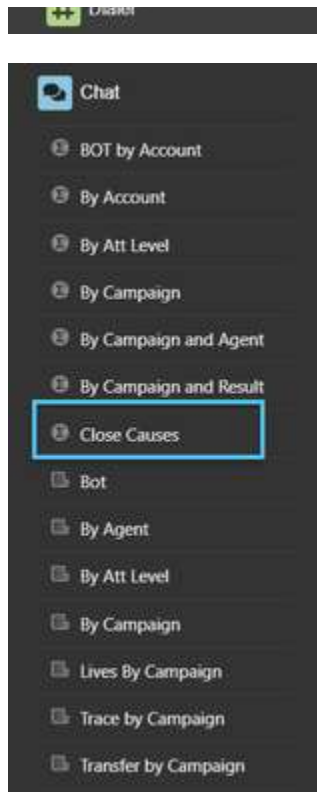 Dialer
Chat
BOT by Account
By Account
By Att Level
By Campaign
By Campaign and Agent
By Campaign and Result
Close Causes
Bot
By Agent
By Att Level
By Campaign
Lives By Campaign
Trace by Campaign
Transfer by Campaign